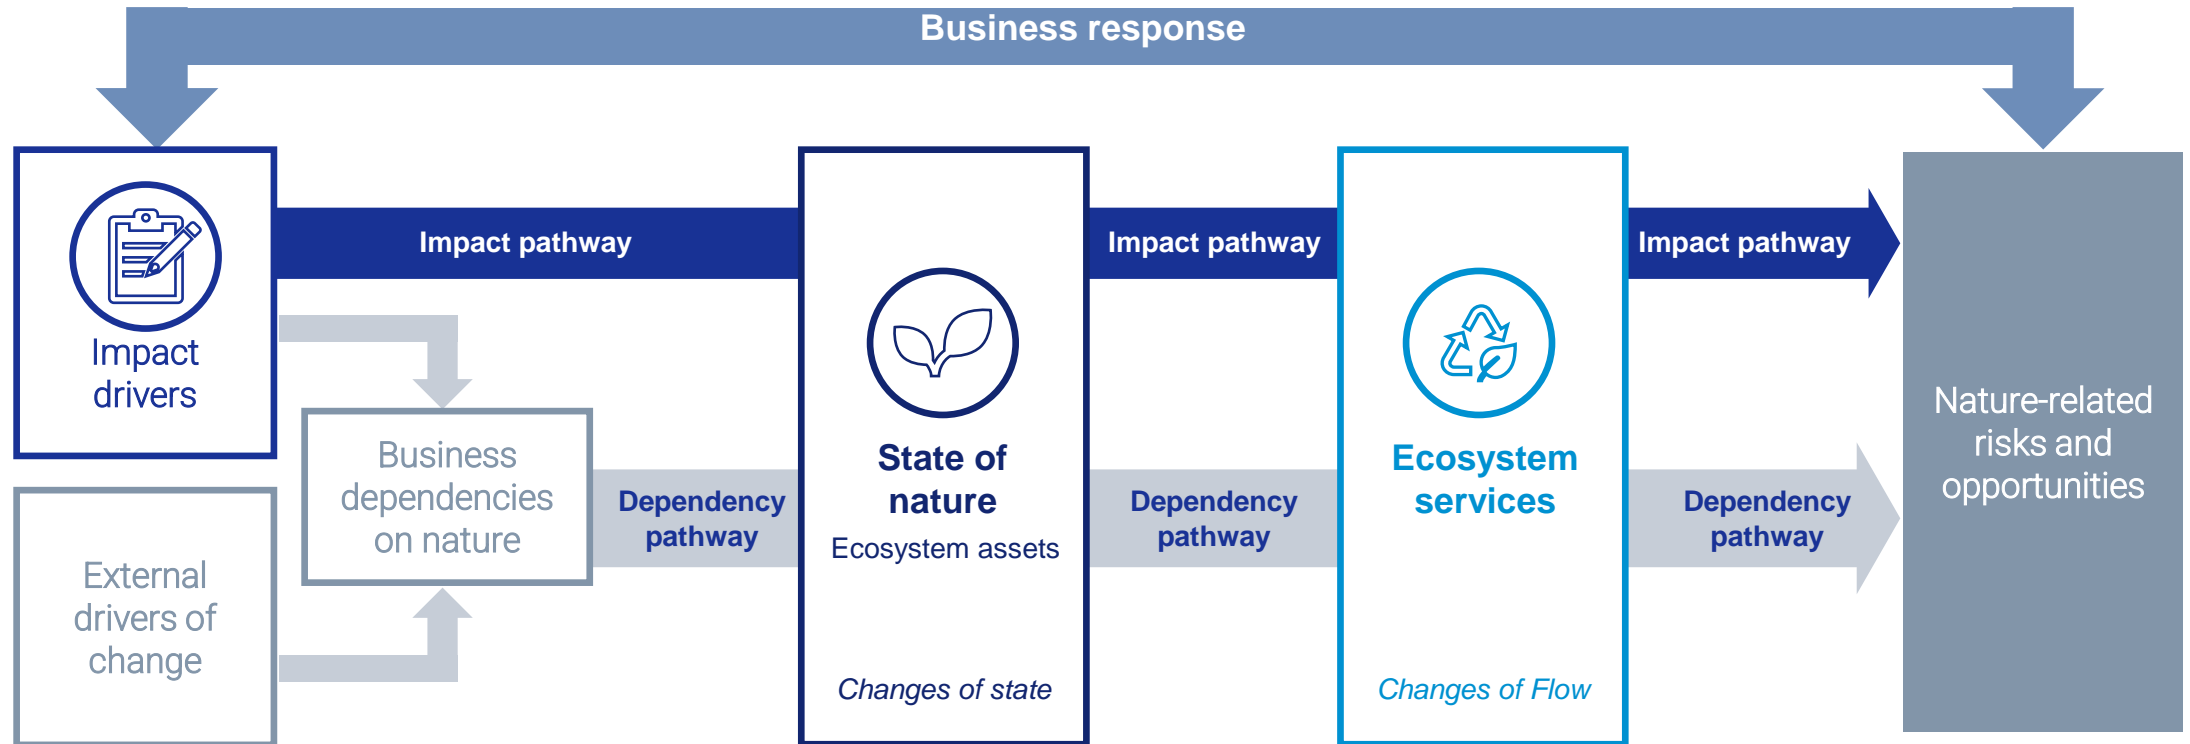 Business response
Impact
drivers
External
drivers of
change
Business
dependencies
on nature
Impact pathway
Dependency
pathway
State of
nature
Ecosystem assets
Changes of state
Impact pathway
Dependency
pathway
Ecosystem
services
Changes of Flow
Impact pathway
Dependency
pathway
Nature-related
risks and
opportunities